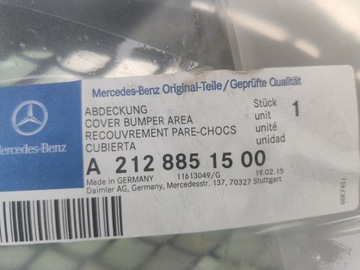 Mercedes-Benz Original-Teile/Geprüfte Qualität
ABDECKUNG
COVER BUMPER AREA
RECOUVREMENT PARE-CHOCS
CUBIERTA
Stück
unit
unité
unidad
1
Mercedes-Benz
A 212 885 15 00
Made in GERMANY 11613049/G 19.02.15
Daimler AG, Germany, Mercedesstr. 137, 70327 Stuttgart